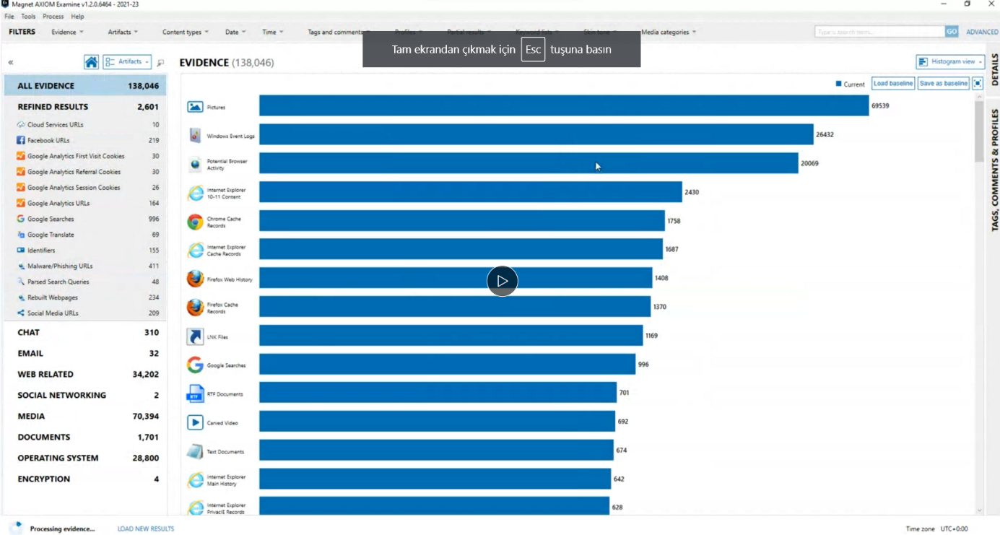 Magnet AXIOM Examine v1.2.0.6464 - 2021-23
File Tools Process Help
FILTERS Evidence Artifacts Content types Date Time Tags and comments Profiles Partial results Keyword lists Skin tone Media categories
Type a search term... GO ADVANCED
Tam ekrandan çıkmak için Esc tuşuna basın
Artifacts
EVIDENCE (138,046)
Histogram view
DETAILS
TAGS, COMMENTS & PROFILES
Current Load baseline Save as baseline
ALL EVIDENCE 138,046
REFINED RESULTS 2,601
Cloud Services URLs 10
Facebook URLs 219
Google Analytics First Visit Cookies 30
Google Analytics Referral Cookies 30
Google Analytics Session Cookies 26
Google Analytics URLs 164
Google Searches 996
Google Translate 69
Identifiers 155
Malware/Phishing URLs 411
Parsed Search Queries 48
Rebuilt Webpages 234
Social Media URLs 209
CHAT 310
EMAIL 32
WEB RELATED 34,202
SOCIAL NETWORKING 2
MEDIA 70,394
DOCUMENTS 1,701
OPERATING SYSTEM 28,800
ENCRYPTION 4
Pictures 69539
Windows Event Logs 26432
Potential Browser
Activity 20069
Internet Explorer
10-11 Content 2430
Chrome Cache
Records 1758
Internet Explorer
Cache Records 1687
Firefox Web History 1408
Firefox Cache
Records 1370
LNK Files 1169
Google Searches 996
RTF
RTF Documents 701
Carved Video 692
Text Documents 674
Internet Explorer
Main History 642
Internet Explorer
PrivacIE Records 628
Processing evidence... LOAD NEW RESULTS
Time zone UTC+0:00